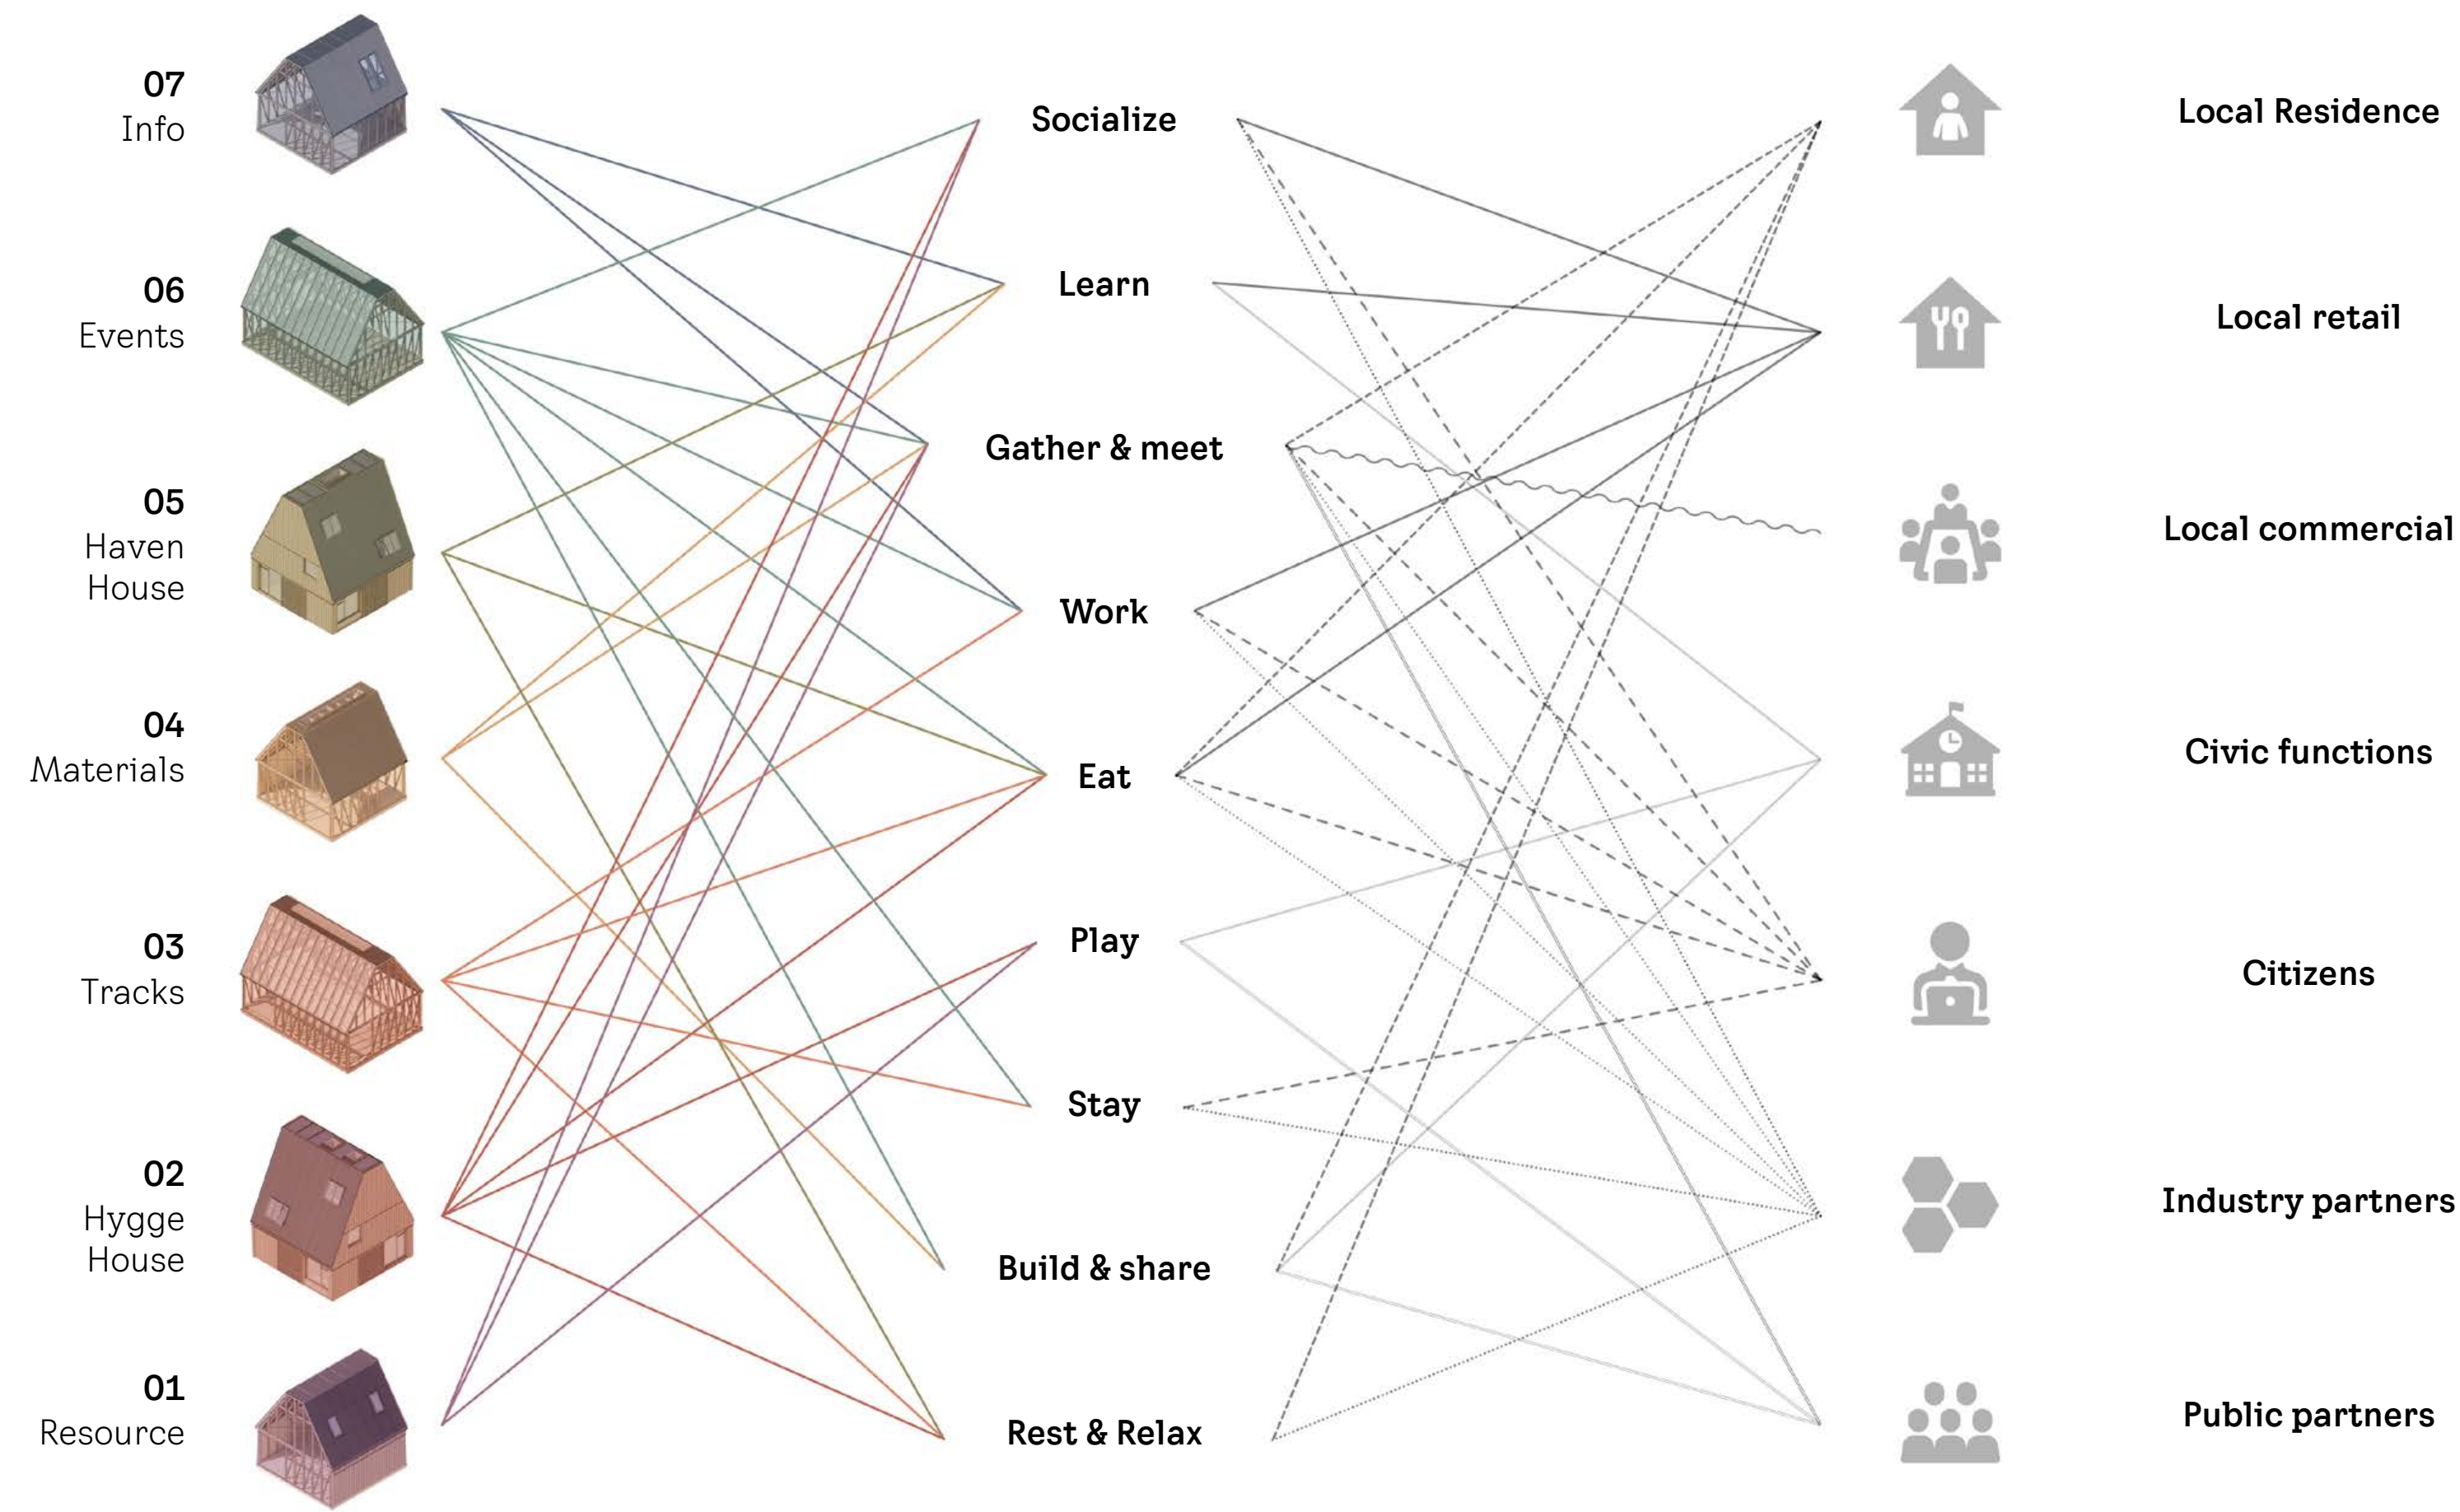 07
Info
06
Events
05
Haven
House
04
Materials
03
Tracks
02
Hygge
House
01
Resource
Socialize
Learn
Gather & meet
Work
Eat
Play
Stay
Build & share
Rest & Relax
Local Residence
Local retail
Local commercial
Civic functions
Citizens
Industry partners
Public partners